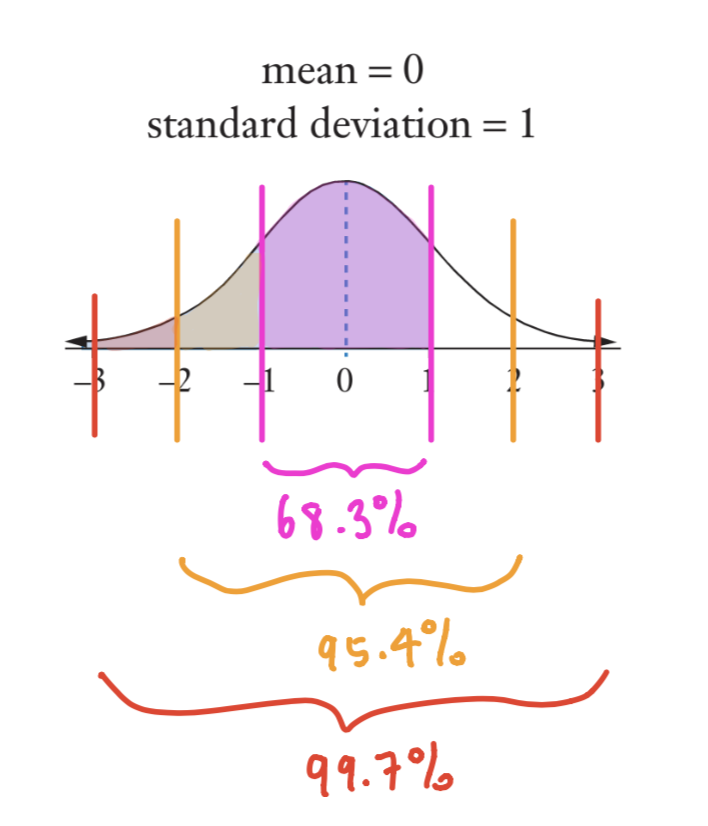 mean = 0
standard deviation = 1
–3 –2 –1 0 1 2 3
68.3%
95.4%
99.7%